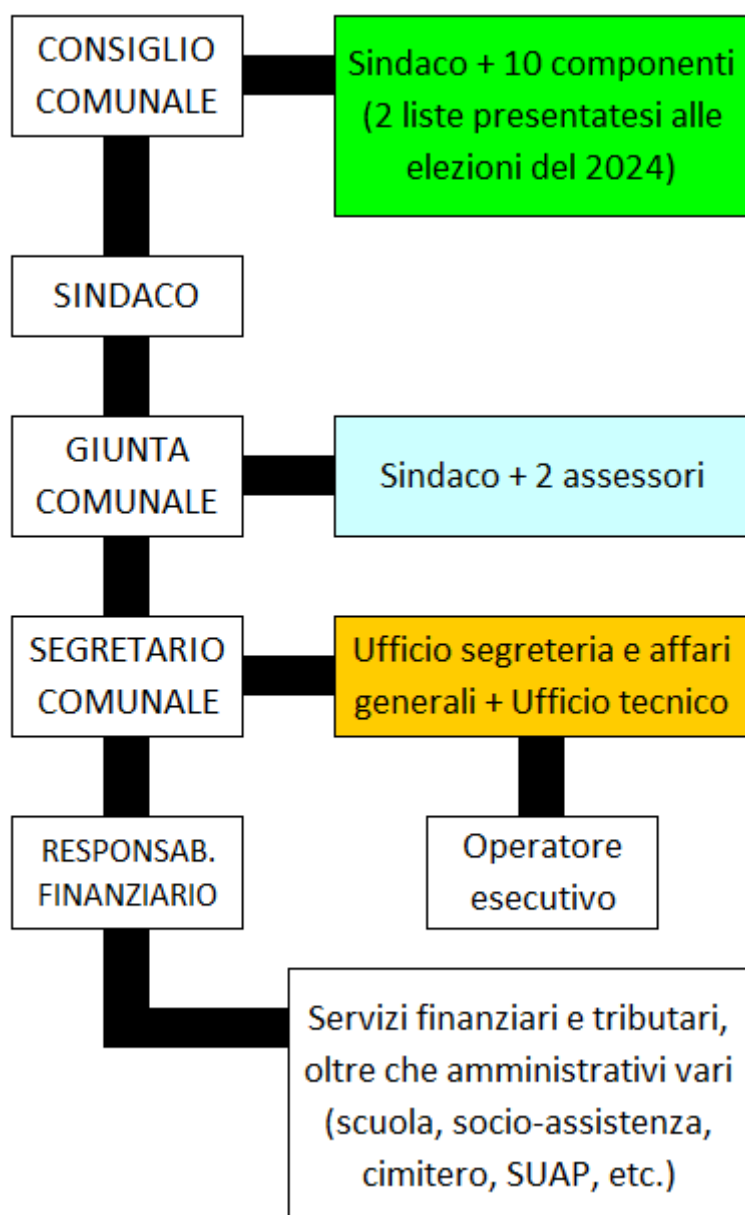 CONSIGLIO
COMUNALE
Sindaco + 10 componenti
(2 liste presentatesi alle
elezioni del 2024)
SINDACO
GIUNTA
COMUNALE
Sindaco + 2 assessori
SEGRETARIO
COMUNALE
Ufficio segreteria e affari
generali + Ufficio tecnico
RESPONSAB.
FINANZIARIO
Operatore
esecutivo
Servizi finanziari e tributari,
oltre che amministrativi vari
(scuola, socio-assistenza,
cimitero, SUAP, etc.)